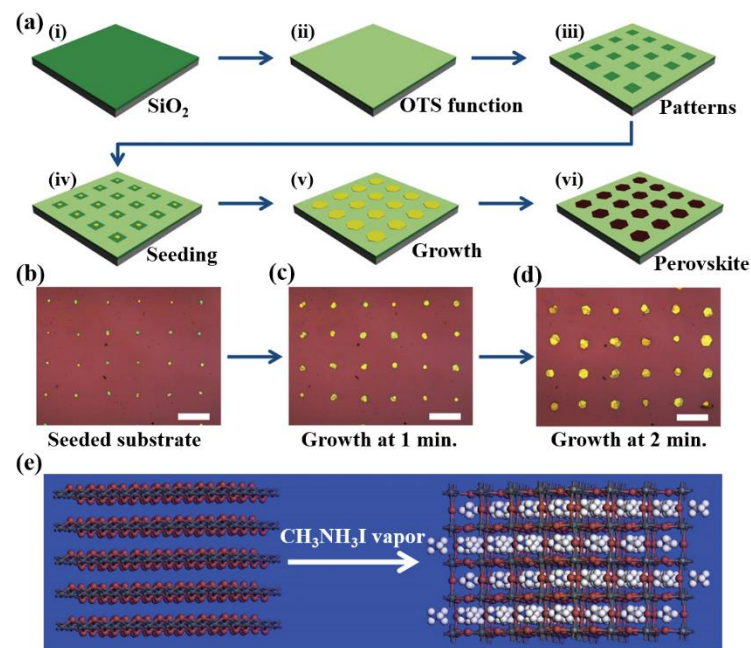 (a)
(i)
(ii)
(iii)
SiO2
OTS function
Patterns
(iv)
(v)
(vi)
Seeding
Growth
Perovskite
(b)
(c)
(d)
Seeded substrate
Growth at 1 min.
Growth at 2 min.
(e)
CH3NH3I vapor